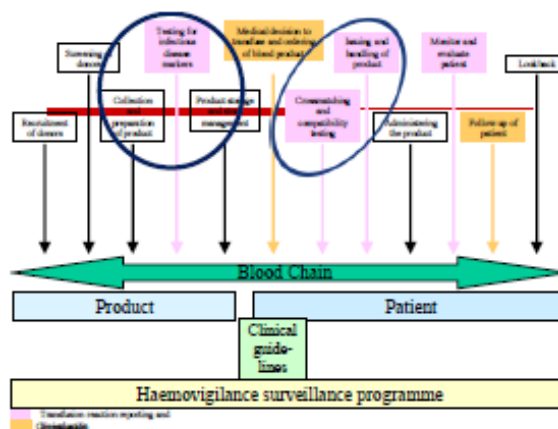 Screening of
donors
Testing for
infectious
disease
markers
Medical decision to
transfuse and ordering
of blood product
Issuing and
handling of
product
Monitor and
evaluate
patient
Lookback
Recruitment
of donors
Collection
and
preparation
of product
Product storage
management
Crossmatching
and
compatibility
testing
Administering
the product
Follow up of
patient
Blood Chain
Product
Patient
Clinical
guide-
lines
Haemovigilance surveillance programme
Transfusion reaction reporting and